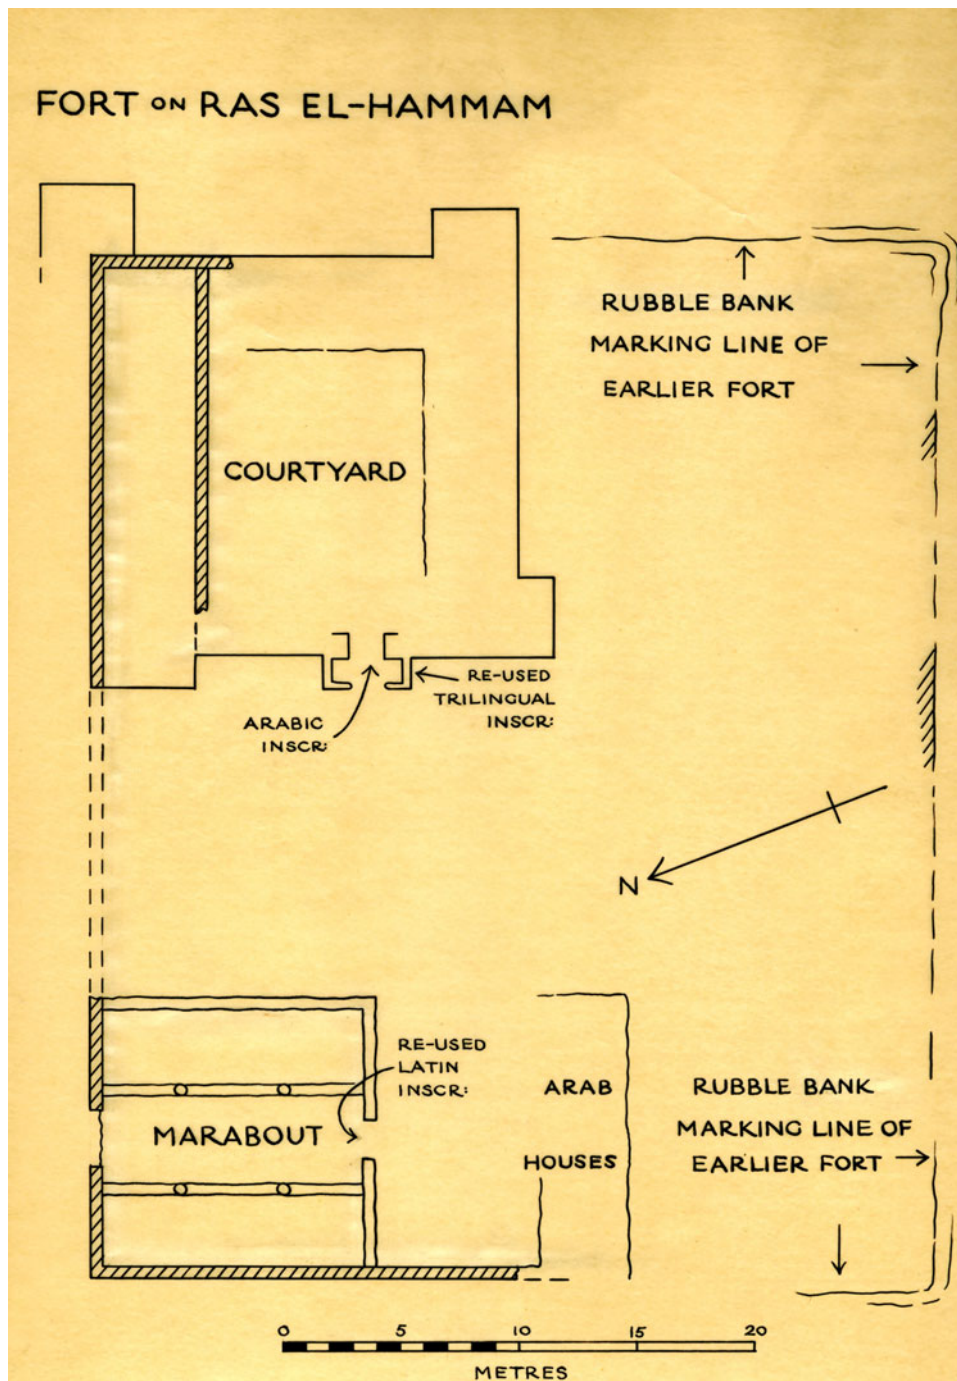 FORT ON RAS EL-HAMMAM
RUBBLE BANK
MARKING LINE OF
EARLIER FORT
COURTYARD
RE-USED
TRILINGUAL
INSCR:
ARABIC
INSCR:
N
RE-USED
LATIN
INSCR:
MARABOUT
ARAB
HOUSES
RUBBLE BANK
MARKING LINE OF
EARLIER FORT
0 5 10 15 20
METRES